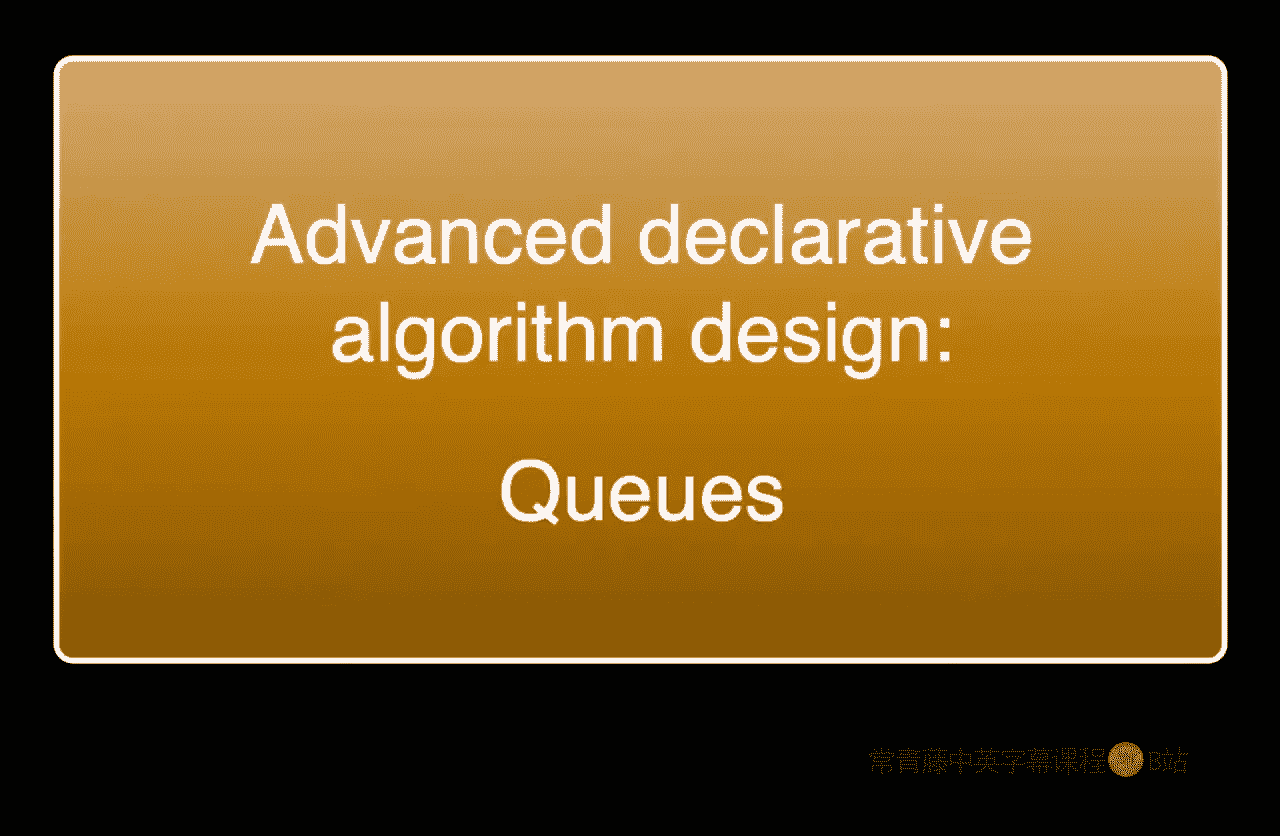 Advanced declarative
algorithm design:
Queues
常青藤中英字幕课程 B站